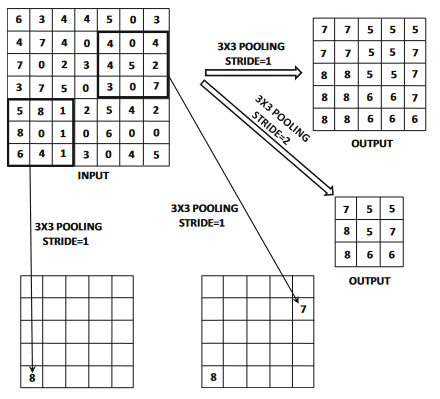 6 3 4 4 5 0 3
4 7 4 0 4 0 4
7 0 2 3 4 5 2
3 7 5 0 3 0 7
5 8 1 2 5 4 2
8 0 1 0 6 0 0
6 4 1 3 0 4 5
INPUT
3X3 POOLING
STRIDE=1
7 7 5 5 5
7 7 5 5 7
8 8 5 5 7
8 8 6 6 7
8 8 6 6 6
OUTPUT
3X3 POOLING
STRIDE=2
7 5 5
8 5 7
8 6 6
OUTPUT
3X3 POOLING
STRIDE=1
8
3X3 POOLING
STRIDE=1
7
8